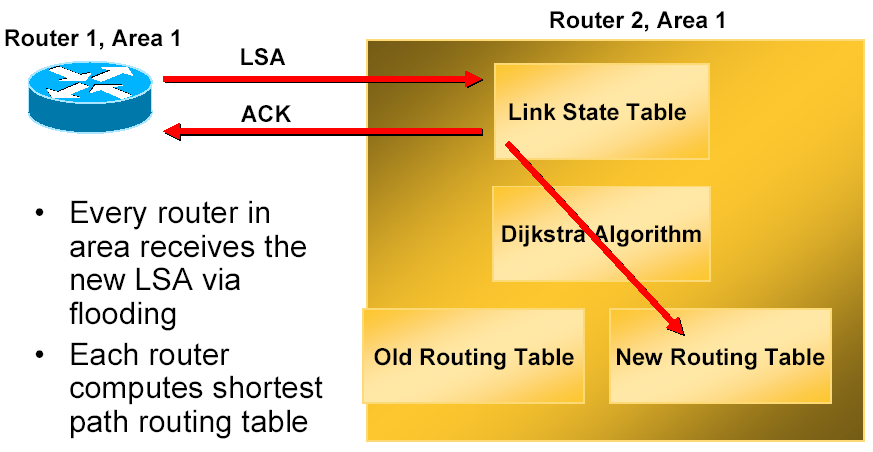 Router 2, Area 1
Router 1, Area 1
LSA
ACK
Link State Table
Dijkstra Algorithm
Old Routing Table
New Routing Table
• Every router in
area receives the
new LSA via
flooding
• Each router
computes shortest
path routing table